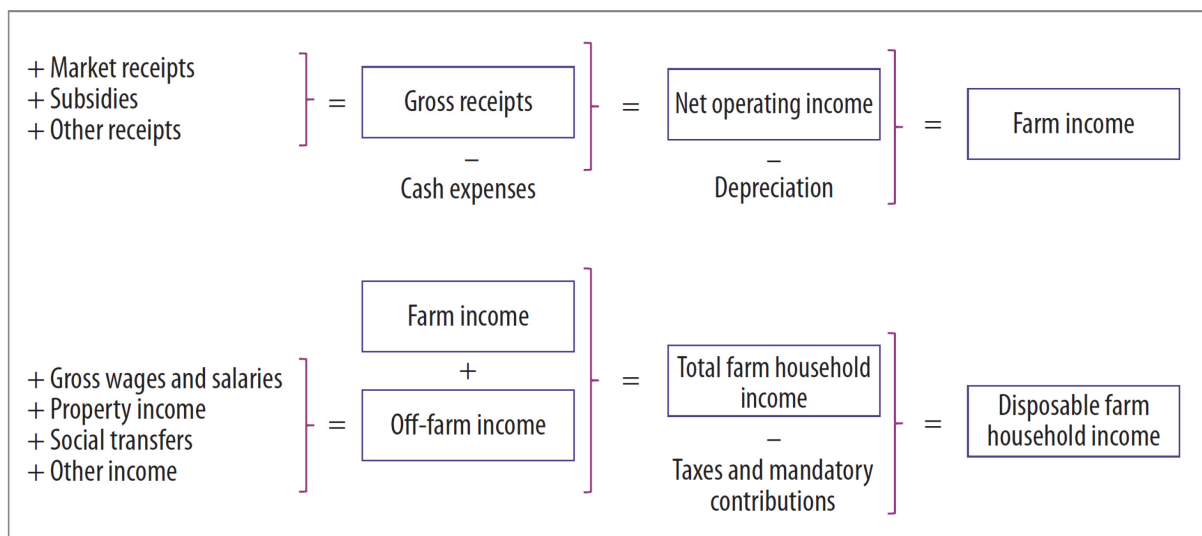 + Market receipts
+ Subsidies
+ Other receipts
=
Gross receipts
–
Cash expenses
=
Net operating income
–
Depreciation
=
Farm income
+ Gross wages and salaries
+ Property income
+ Social transfers
+ Other income
=
Farm income
+
Off-farm income
=
Total farm household
income
–
Taxes and mandatory
contributions
=
Disposable farm
household income